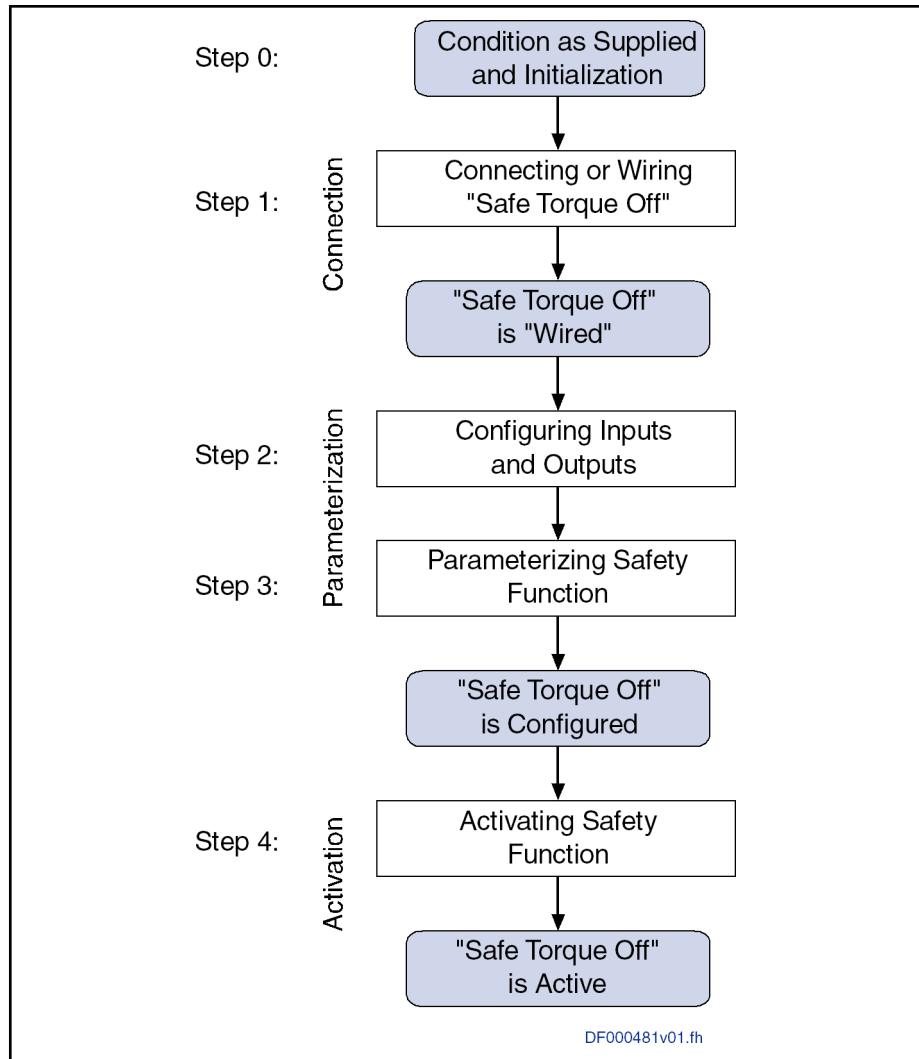 Step 0:
Condition as Supplied
and Initialization
Connection
Step 1:
Connecting or Wiring
"Safe Torque Off"
"Safe Torque Off"
is "Wired"
Parameterization
Step 2:
Configuring Inputs
and Outputs
Step 3:
Parameterizing Safety
Function
"Safe Torque Off"
is Configured
Activation
Step 4:
Activating Safety
Function
"Safe Torque Off"
is Active
DF000481v01.fh